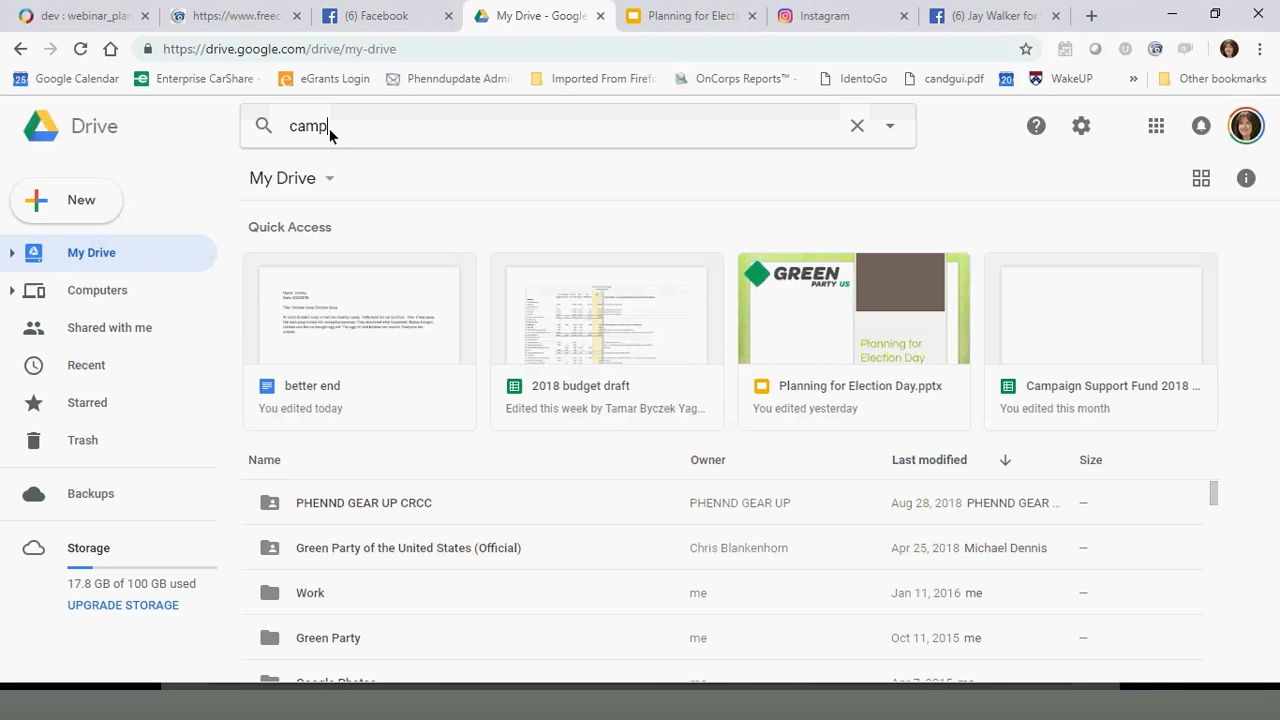 dev : webinar_plan
https://www.freec
(6) Facebook
My Drive - Google
Planning for Electi
Instagram
(6) Jay Walker for
https://drive.google.com/drive/my-drive
Google Calendar
Enterprise CarShare -
eGrants Login
Phendupdate Admi
Imported From Firefo
OnCorps Reports™ -
IdentoGo
candgui.pdf
WakeUP
»
Other bookmarks
Drive
camp
New
My Drive
Quick Access
My Drive
Computers
Shared with me
Recent
Starred
Trash
Backups
Storage
17.8 GB of 100 GB used
UPGRADE STORAGE
GREEN
PARTY US
Planning for
Election Day
better end
You edited today
2018 budget draft
Edited this week by Tamar Byczek Yag...
Planning for Election Day.pptx
You edited yesterday
Campaign Support Fund 2018 ...
You edited this month
Name Owner Last modified Size
PHENND GEAR UP CRCC PHENND GEAR UP Aug 28, 2018 PHENND GEAR ... —
Green Party of the United States (Official) Chris Blankenhorn Apr 25, 2018 Michael Dennis —
Work me Jan 11, 2016 me —
Green Party me Oct 11, 2015 me —